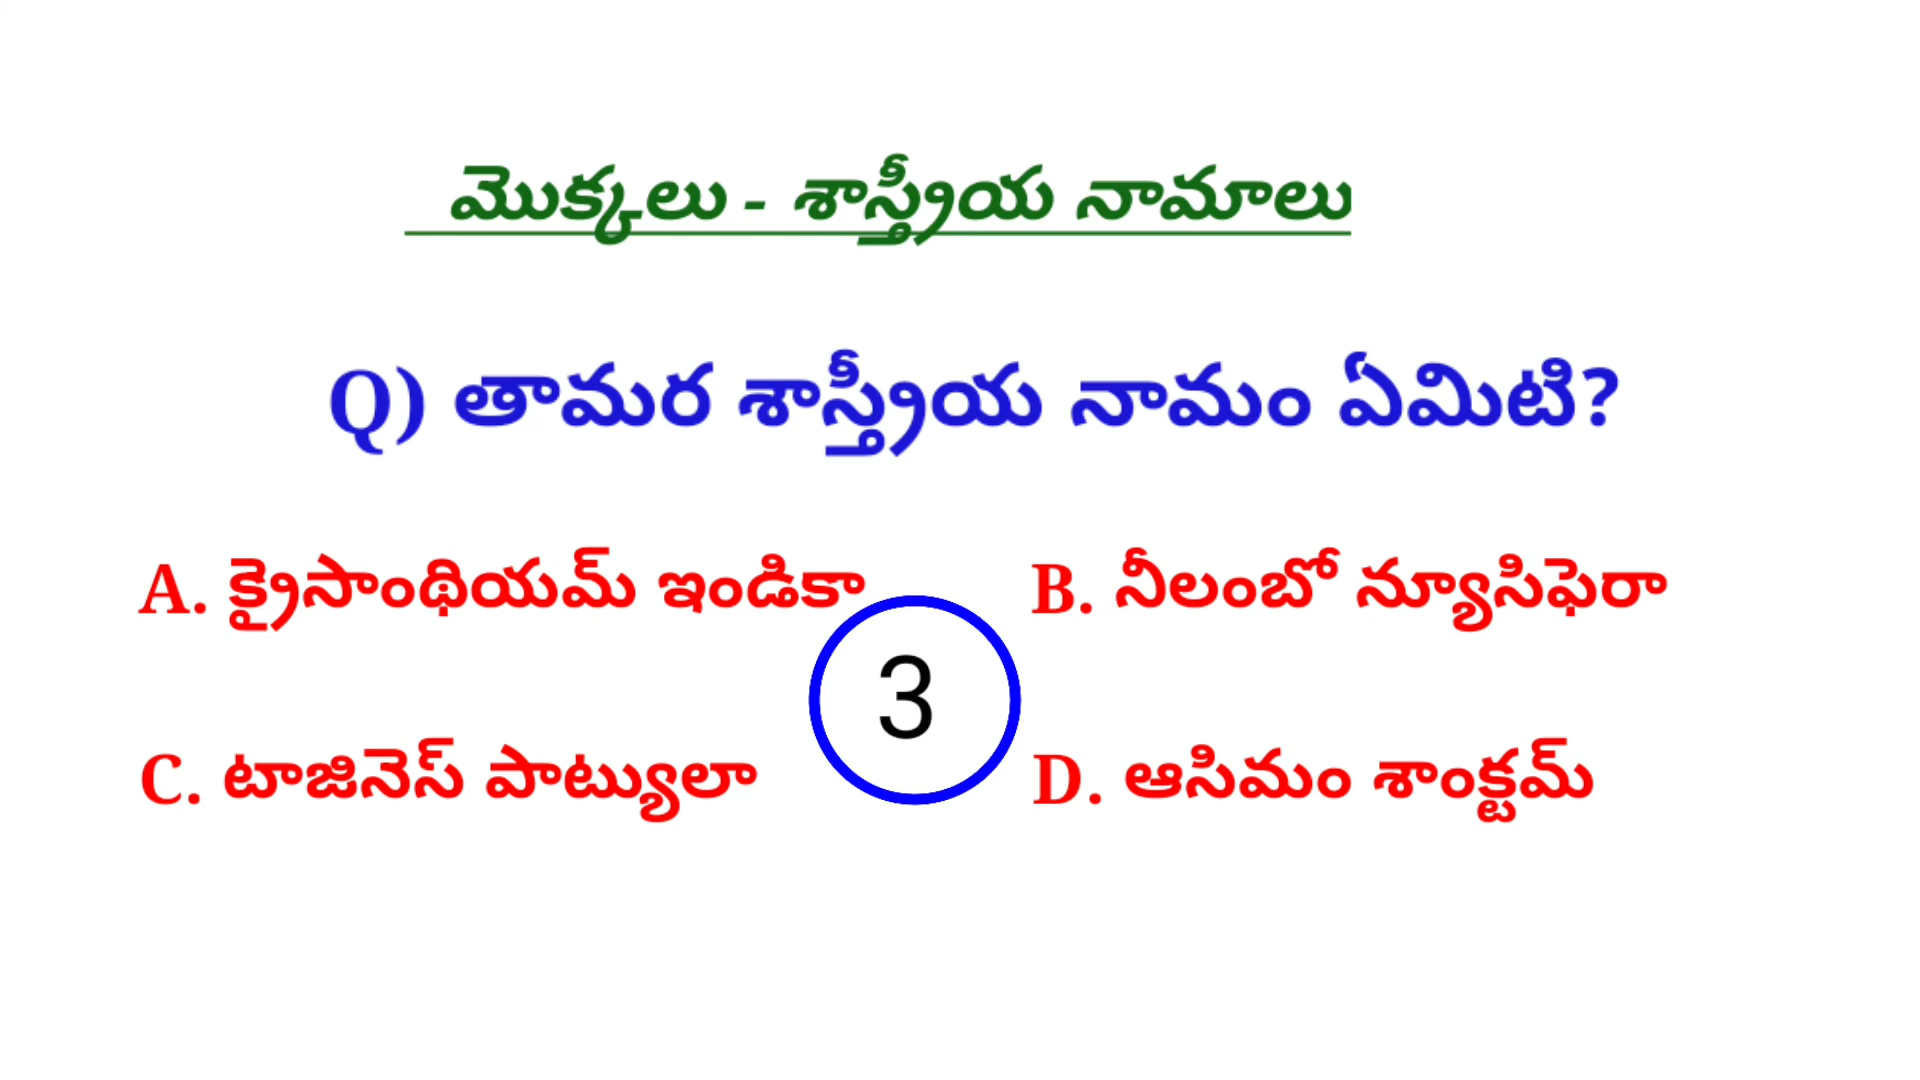 మొక్కలు - శాస్త్రీయ నామాలు
Q) తామర శాస్త్రీయ నామం ఏమిటి?
A. క్రైసాంథియమ్ ఇండికా
B. నీలంబో న్యూసిఫెరా
3
C. టాజినెస్ పాట్యులా
D. ఆసిమం శాంక్టమ్